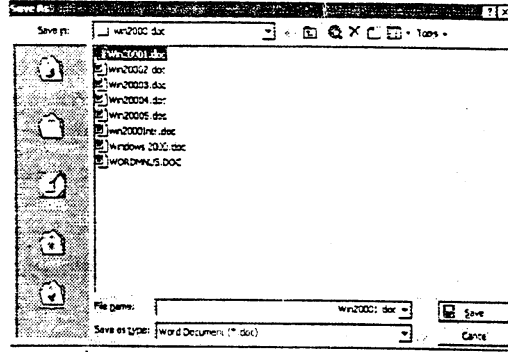 Save As
Save in:
win2000 doc
Tools
Win20001.doc
Win20002.doc
Win20003.doc
Win20004.doc
Win20005.doc
win2000intr.doc
Windows 2000.doc
WORDMNUS.DOC
File name:
Win20001 doc
Save
Save as type:
Word Document (*.doc)
Cancel